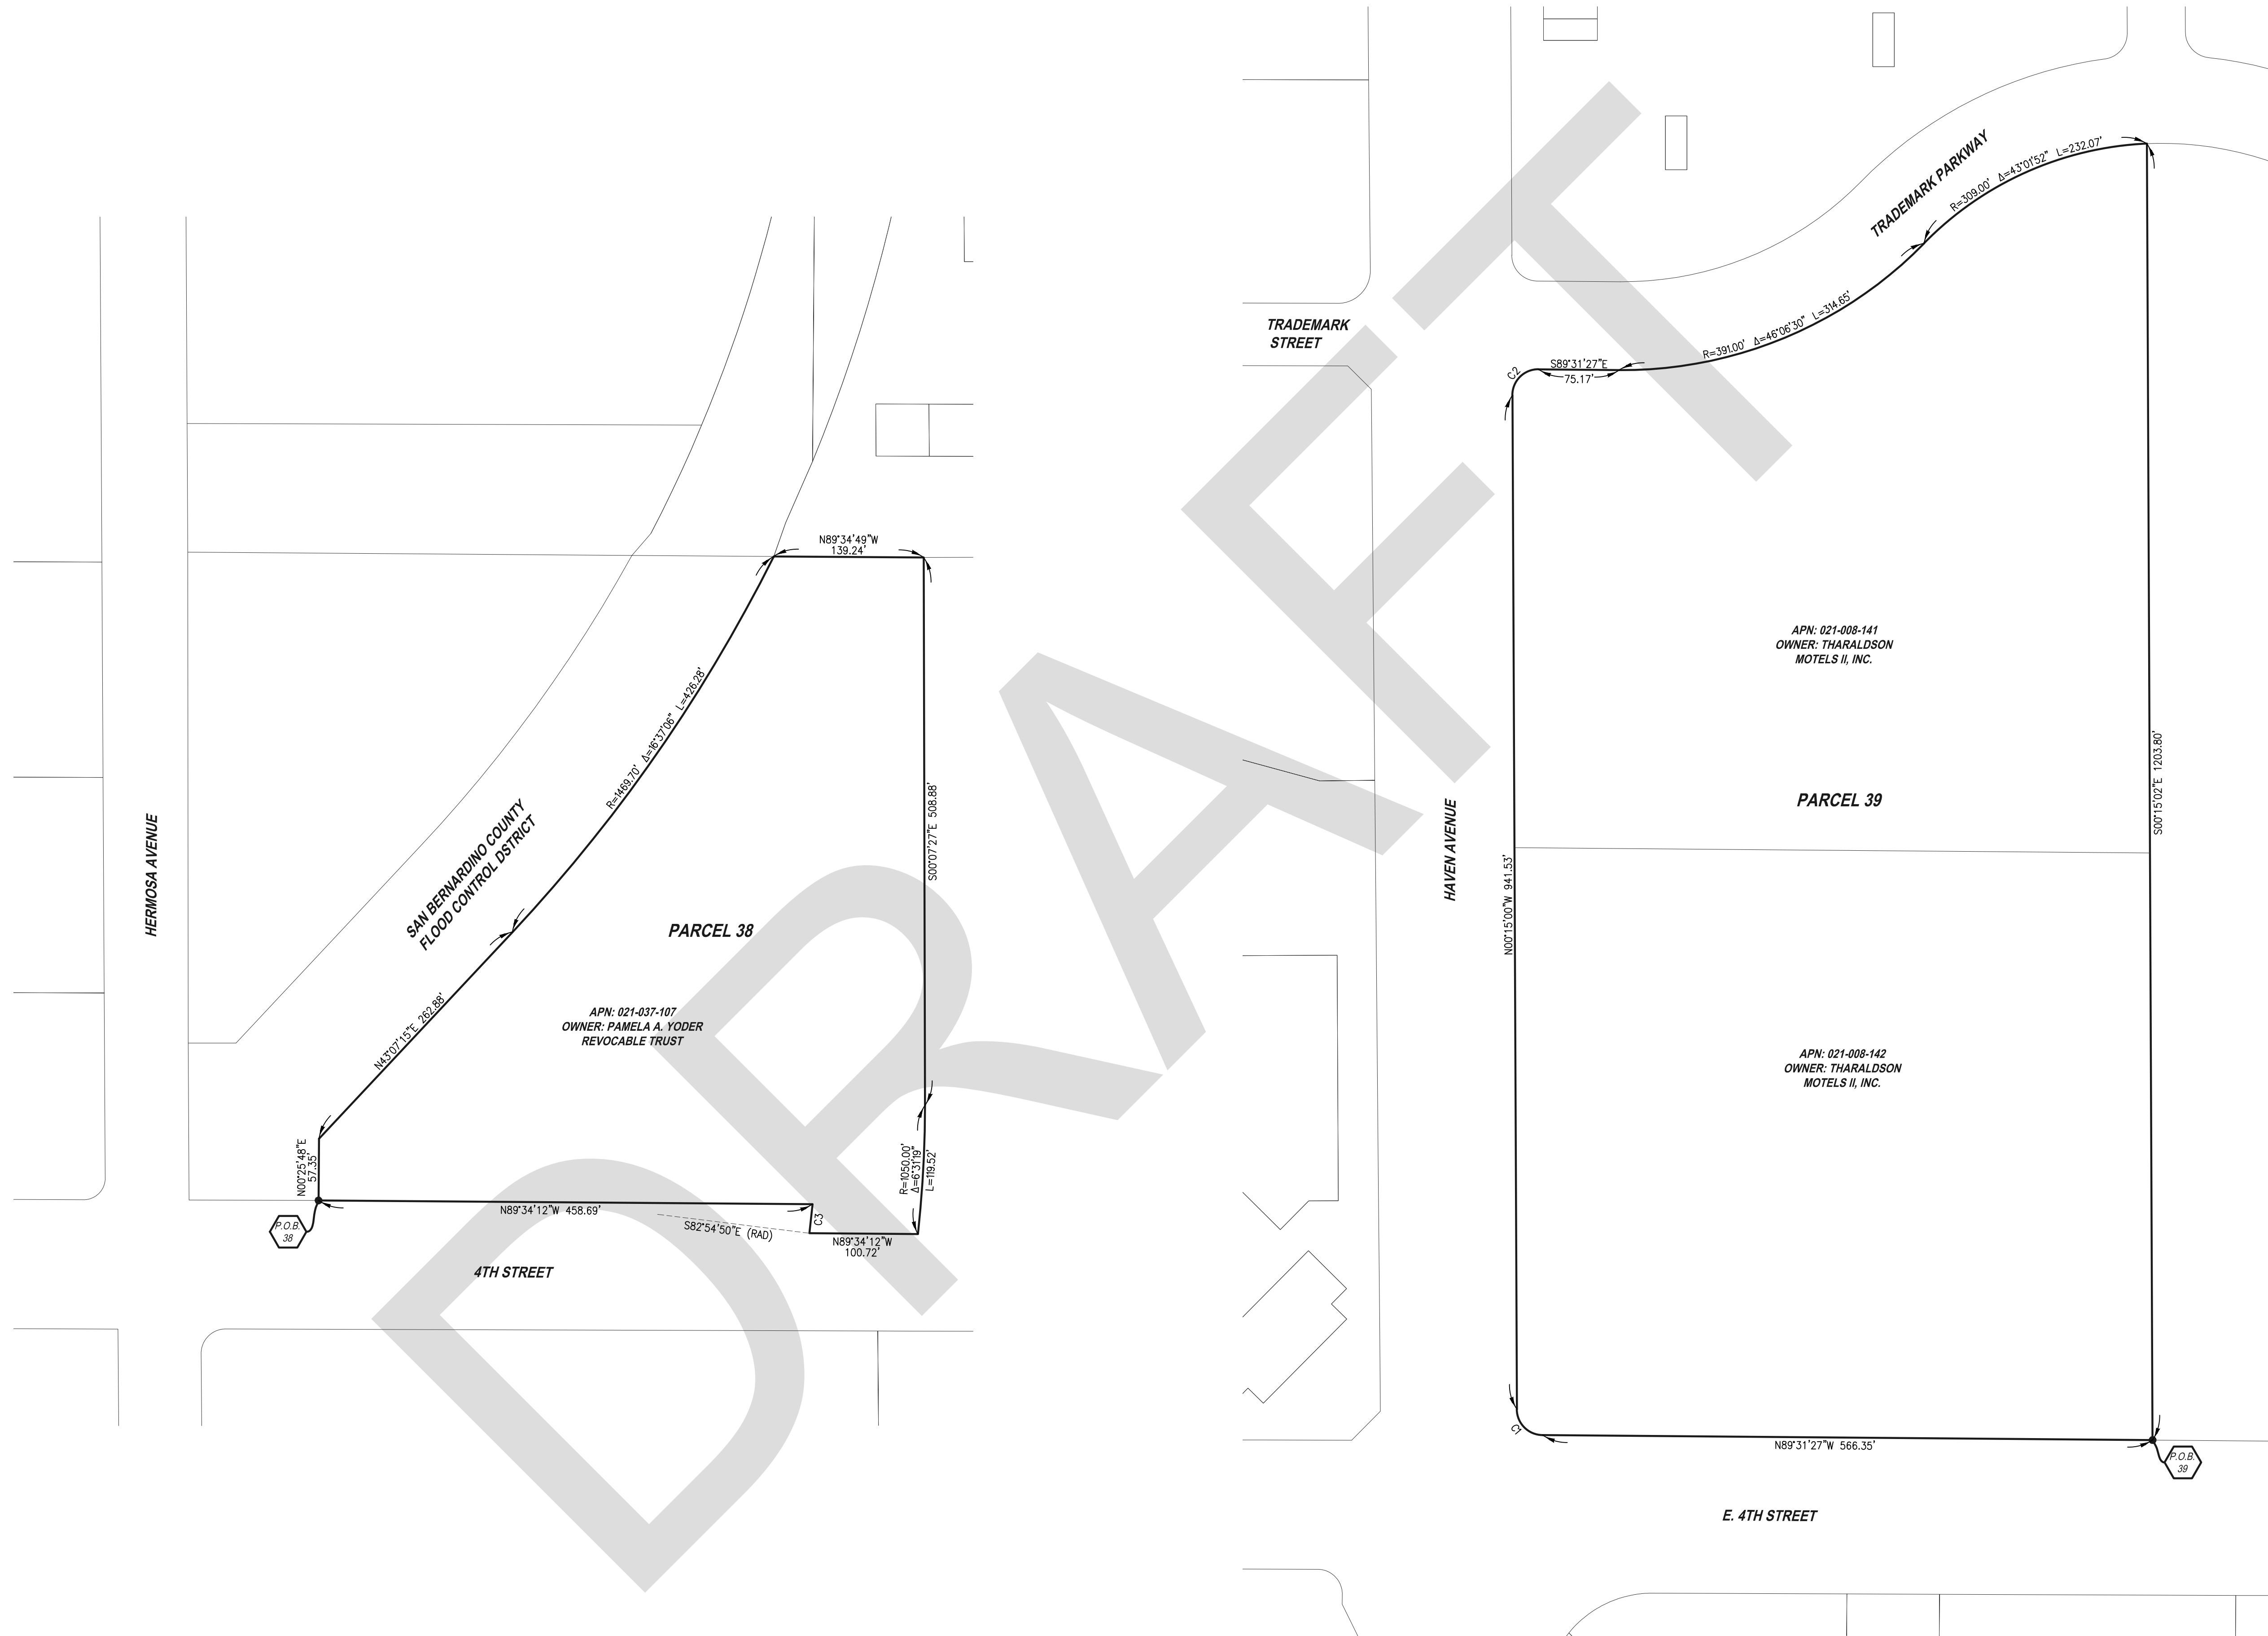 HERMOSA AVENUE
SAN BERNARDINO COUNTY
FLOOD CONTROL DSTRICT
N89°34'49"W
139.24'
R=1469.70' Δ=16°37'06" L=426.28'
S00°07'27"E 508.88'
PARCEL 38
APN: 021-037-107
OWNER: PAMELA A. YODER
REVOCABLE TRUST
N43°07'15"E 262.88'
N00°25'48"E
57.35'
R=1050.00'
Δ=6°31'19"
L=119.52'
N89°34'12"W 458.69'
C3
S82°54'50"E (RAD)
N89°34'12"W
100.72'
P.O.B.
38
4TH STREET
DRAFT
TRADEMARK
STREET
TRADEMARK PARKWAY
R=309.00' Δ=43°01'52" L=232.07'
R=391.00' Δ=46°06'30" L=314.65'
C2
S89°31'27"E
75.17'
APN: 021-008-141
OWNER: THARALDSON
MOTELS II, INC.
S00°15'02"E 1203.80'
PARCEL 39
HAVEN AVENUE
N00°15'00"W 941.53'
APN: 021-008-142
OWNER: THARALDSON
MOTELS II, INC.
C1
N89°31'27"W 566.35'
P.O.B.
39
E. 4TH STREET